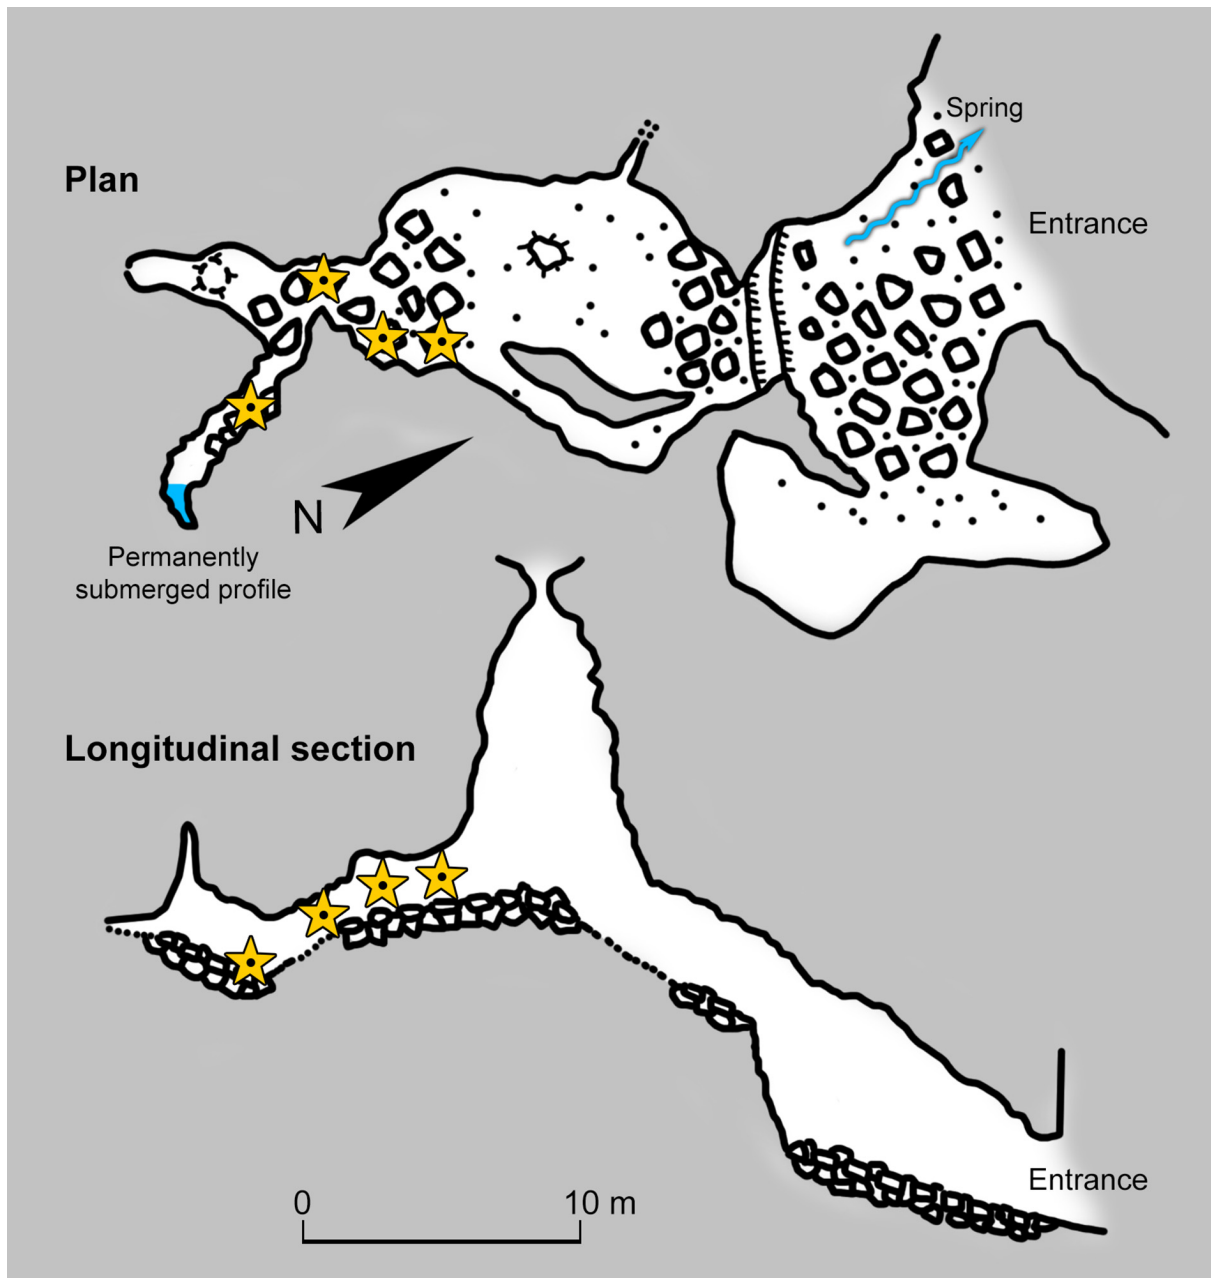 Spring
Plan
Entrance
N
Permanently
submerged profile
Longitudinal section
Entrance
0 10 m